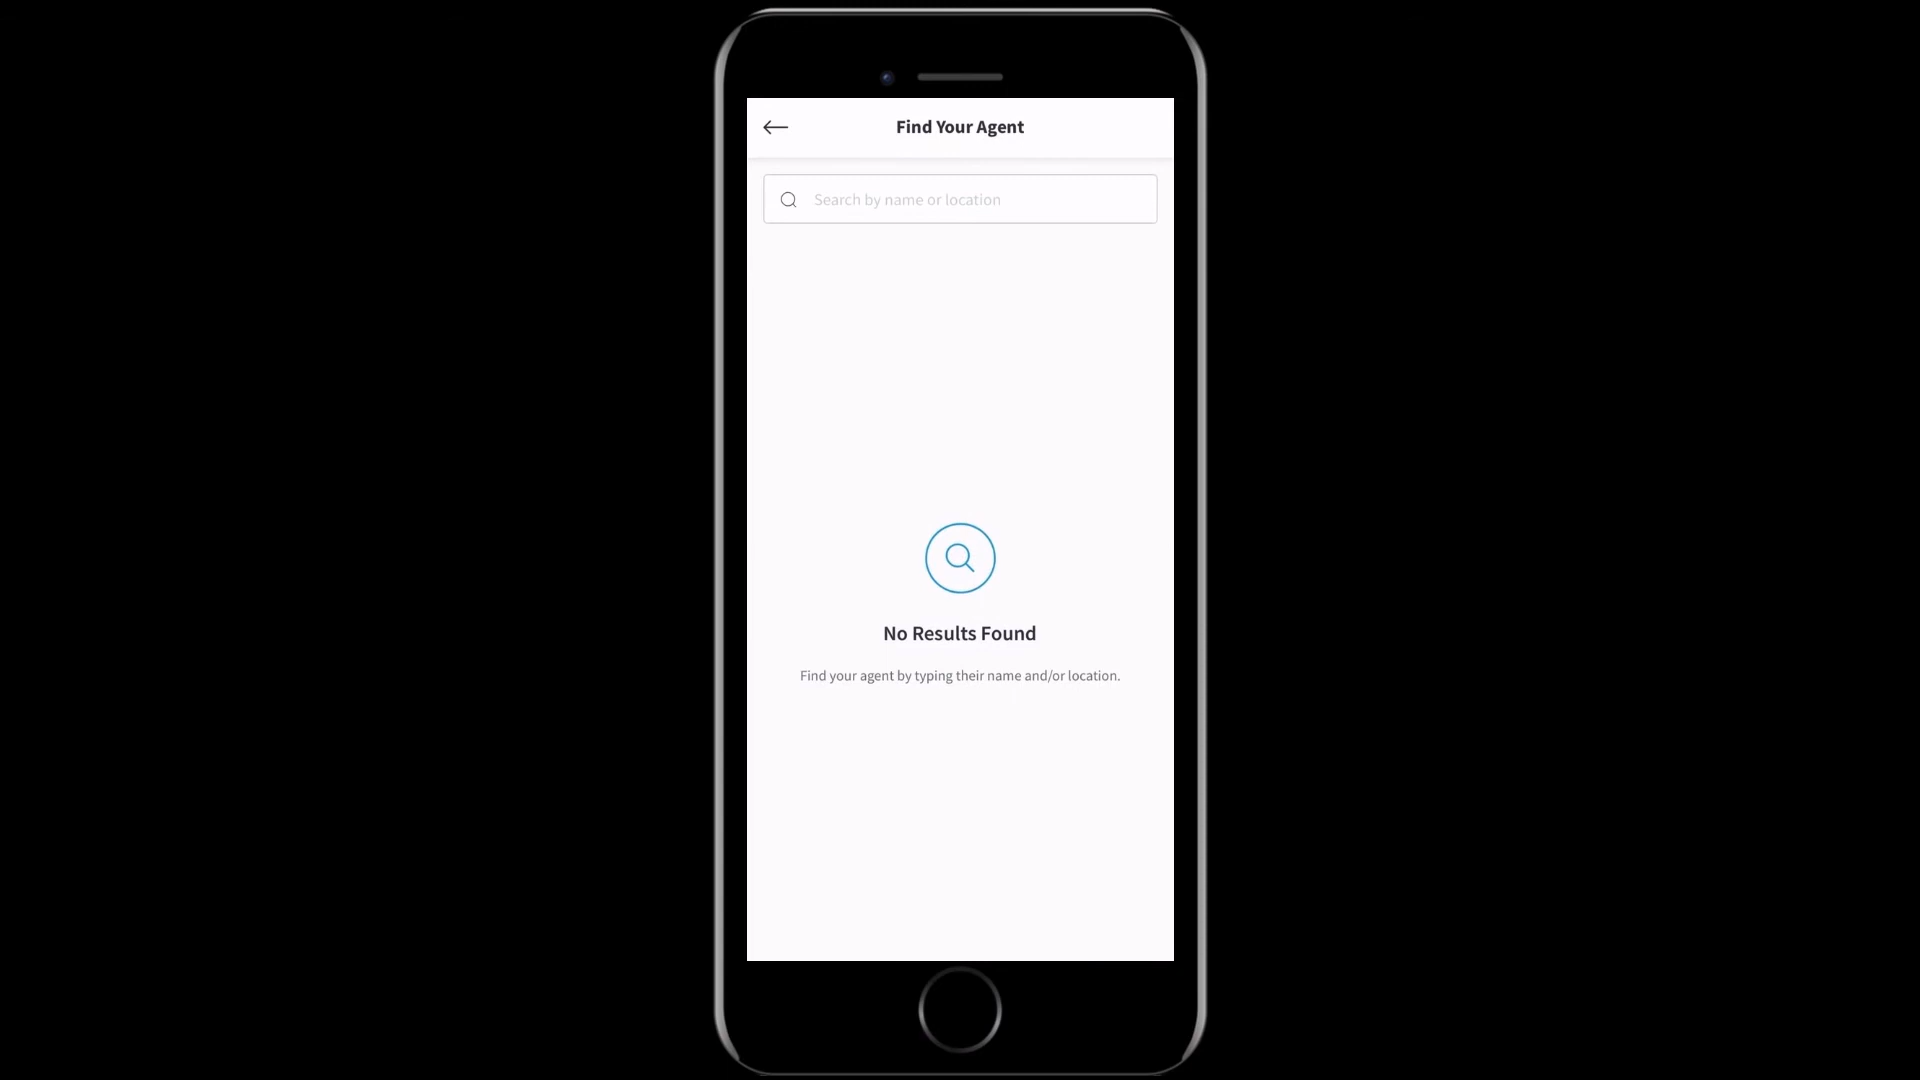 Find Your Agent
Search by name or location
No Results Found
Find your agent by typing their name and/or location.